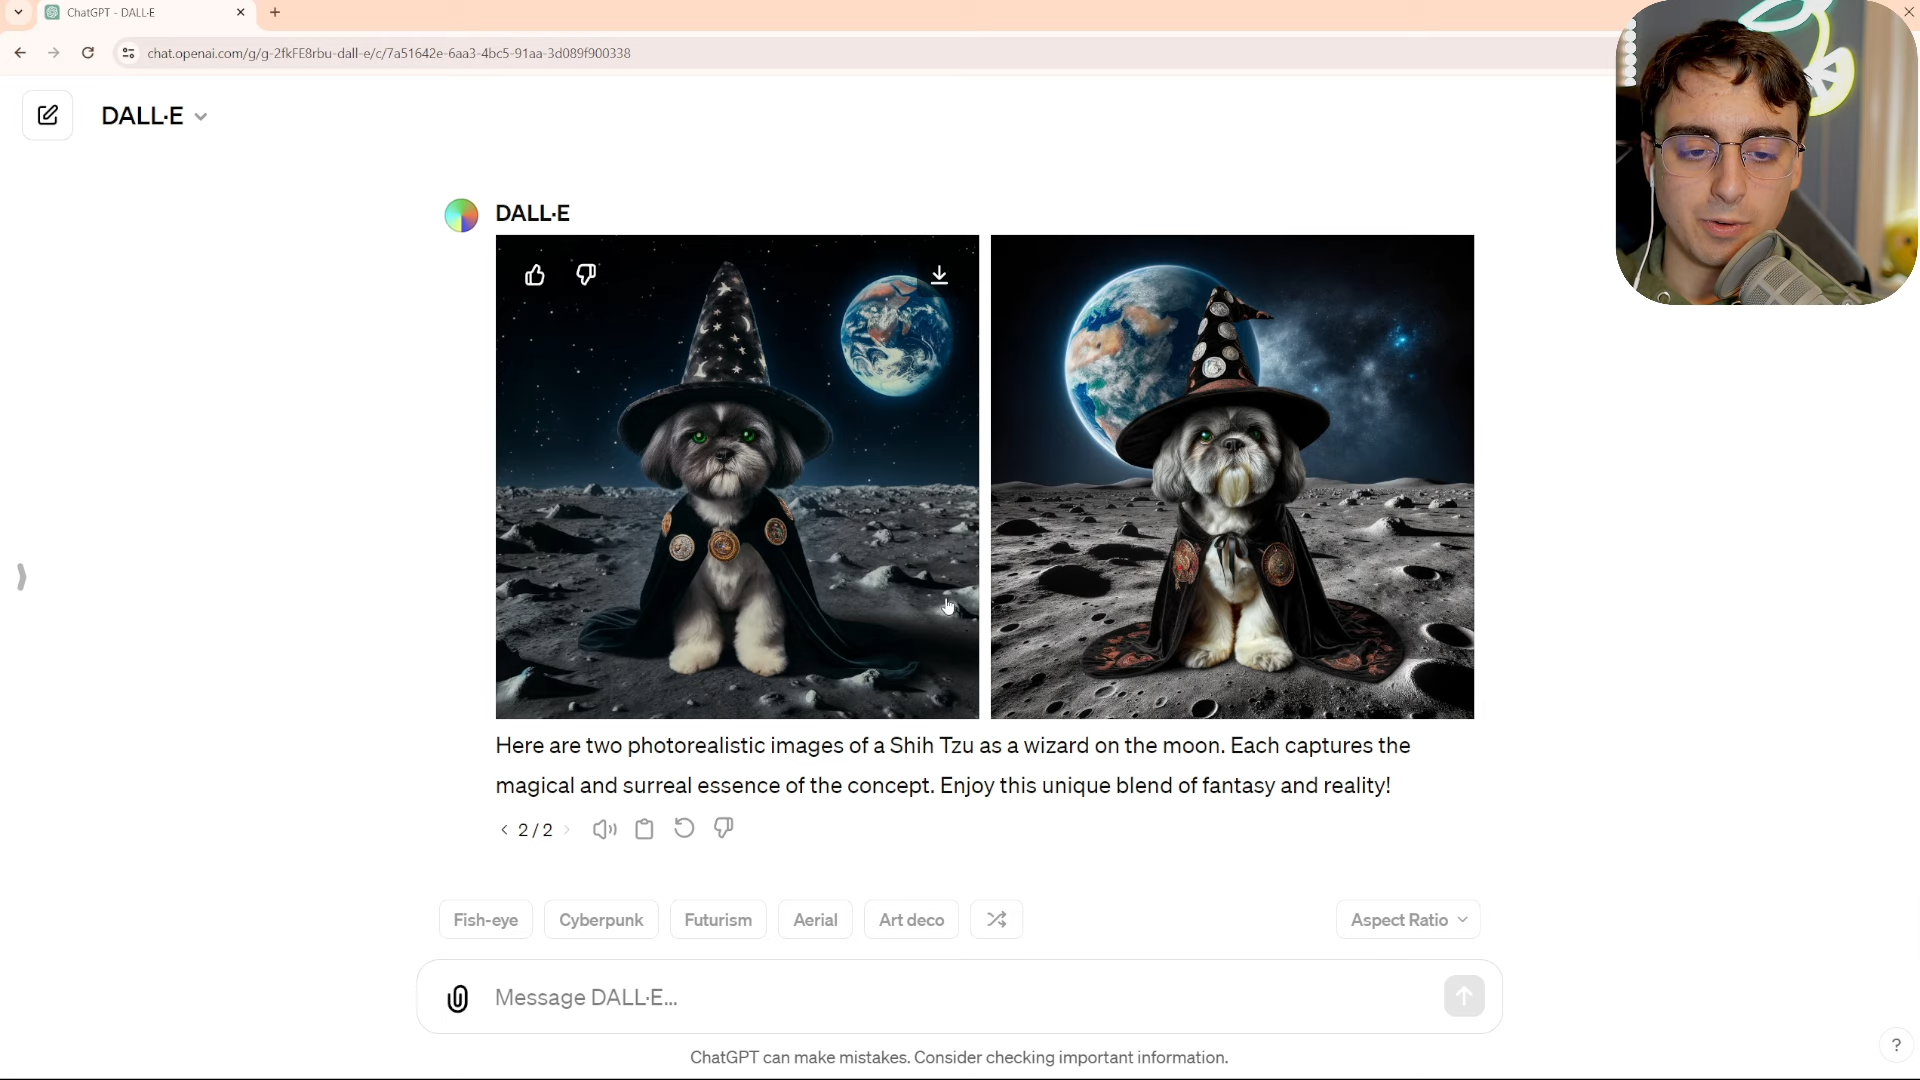 ChatGPT - DALL·E
chat.openai.com/g/g-2fkFE8rbu-dall-e/c/7a51642e-6aa3-4bc5-91aa-3d089f900338
DALL·E
DALL·E
Here are two photorealistic images of a Shih Tzu as a wizard on the moon. Each captures the
magical and surreal essence of the concept. Enjoy this unique blend of fantasy and reality!
2 / 2
Fish-eye
Cyberpunk
Futurism
Aerial
Art deco
Aspect Ratio
Message DALL·E...
ChatGPT can make mistakes. Consider checking important information.
?